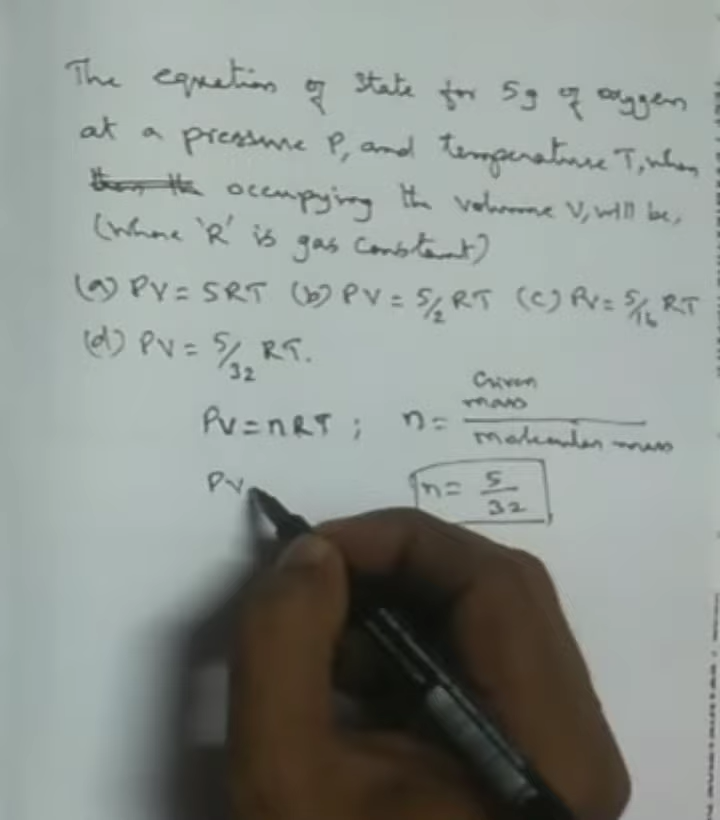 The equation of state for 5g of oxygen
at a pressure P, and temperature T, when
occupying the volume V, will be,
(where 'R' is gas constant)
(a) PV = 5RT (b) PV = 5/2 RT (c) PV = 5/16 RT
(d) PV = 5/32 RT.
PV = nRT ; n = Given mass / molecular mass
PV n = 5/32